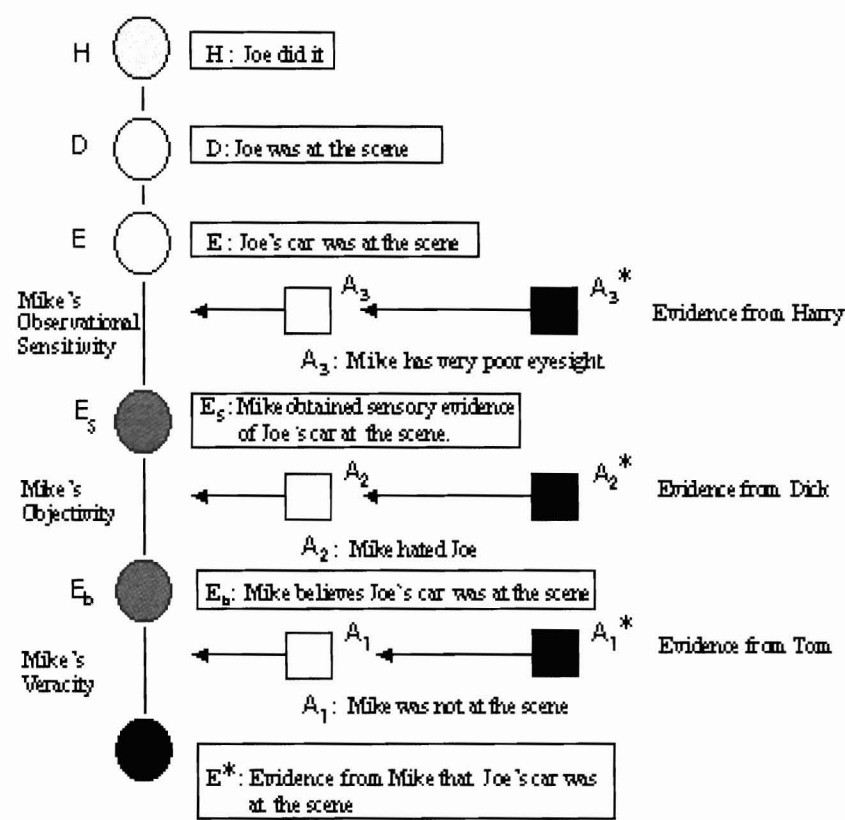 H
H: Joe did it
D
D: Joe was at the scene
E
E: Joe's car was at the scene
Mike's
Observational
Sensitivity
A₃
A₃*
Evidence from Harry
A₃: Mike has very poor eyesight
Eₛ
Eₛ: Mike obtained sensory evidence
of Joe's car at the scene.
Mike's
Objectivity
A₂
A₂*
Evidence from Dick
A₂: Mike hated Joe
E_b
E_b: Mike believes Joe's car was at the scene
Mike's
Veracity
A₁
A₁*
Evidence from Tom
A₁: Mike was not at the scene
E*: Evidence from Mike that Joe's car was
at the scene